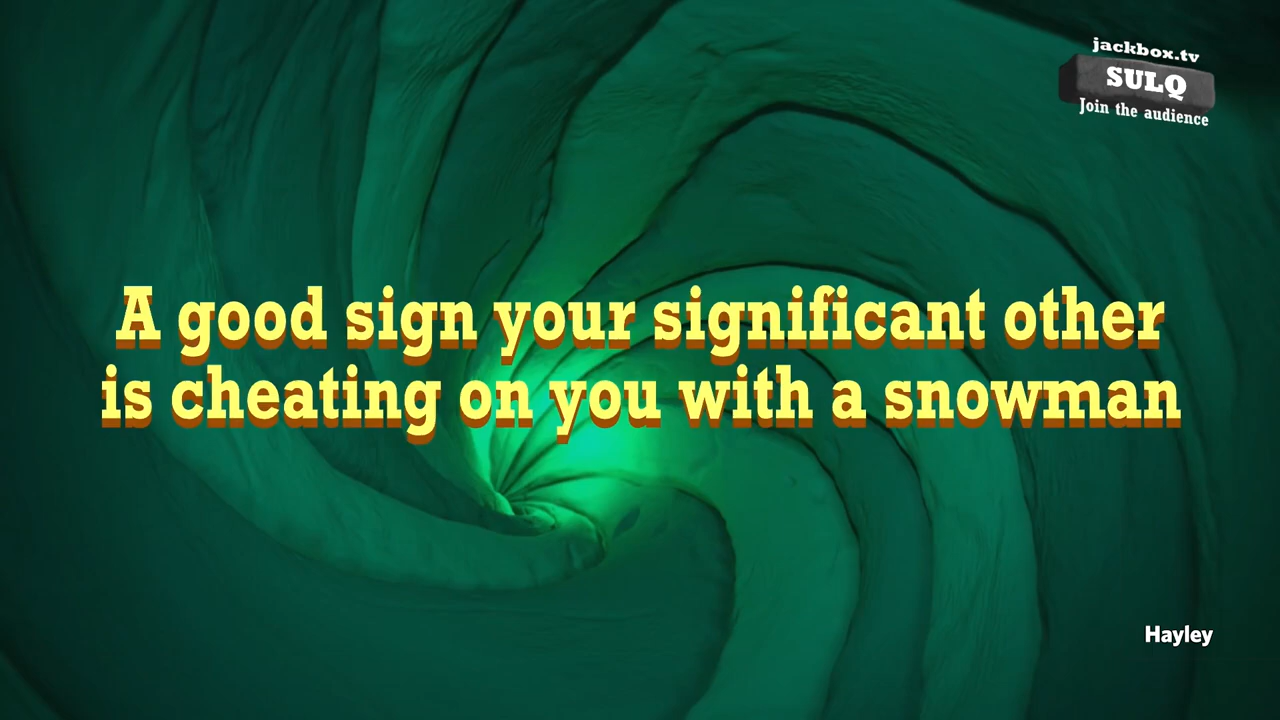 jackbox.tv
SULQ
Join the audience
A good sign your significant other
is cheating on you with a snowman
Hayley